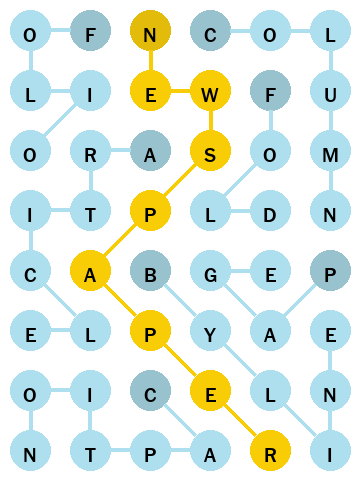 O F N C O L
L I E W F U
O R A S O M
I T P L D N
C A B G E P
E L P Y A E
O I C E L N
N T P A R I